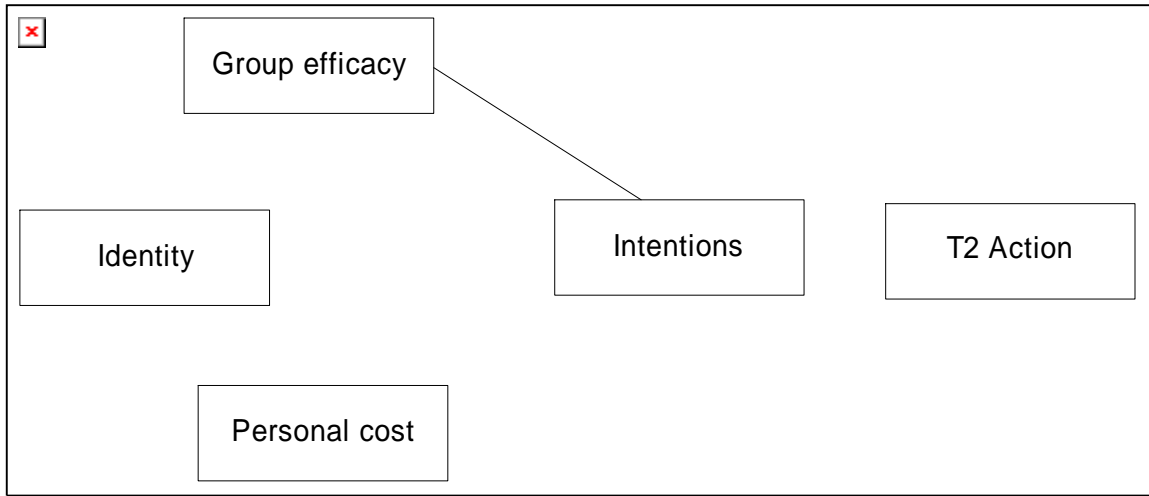 Group efficacy
Identity
Intentions
T2 Action
Personal cost